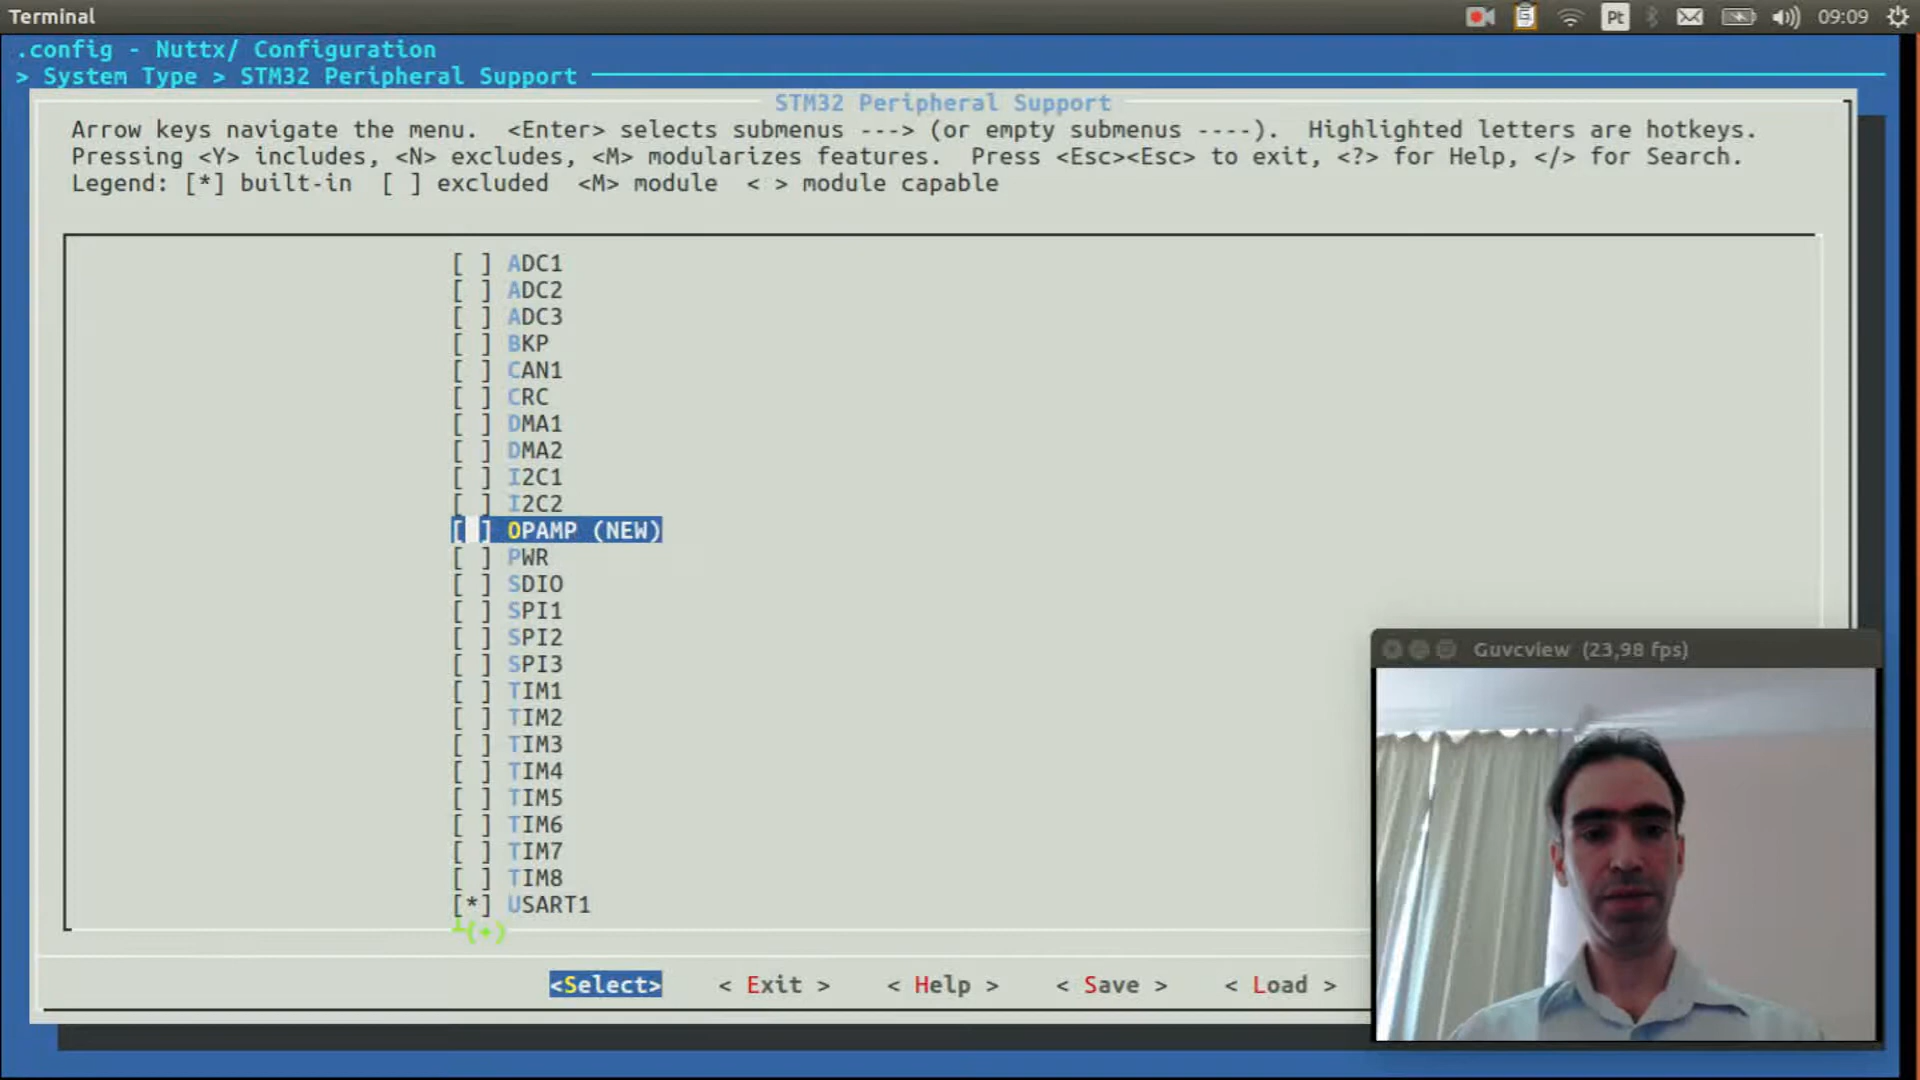 Terminal
Pt
09:09
.config - Nuttx/ Configuration
> System Type > STM32 Peripheral Support
STM32 Peripheral Support
Arrow keys navigate the menu. <Enter> selects submenus ---> (or empty submenus ----). Highlighted letters are hotkeys.
Pressing <Y> includes, <N> excludes, <M> modularizes features. Press <Esc><Esc> to exit, <?> for Help, </> for Search.
Legend: [*] built-in [ ] excluded <M> module < > module capable
[ ] ADC1
[ ] ADC2
[ ] ADC3
[ ] BKP
[ ] CAN1
[ ] CRC
[ ] DMA1
[ ] DMA2
[ ] I2C1
[ ] I2C2
[ ] OPAMP (NEW)
[ ] PWR
[ ] SDIO
[ ] SPI1
[ ] SPI2
[ ] SPI3
[ ] TIM1
[ ] TIM2
[ ] TIM3
[ ] TIM4
[ ] TIM5
[ ] TIM6
[ ] TIM7
[ ] TIM8
[*] USART1
(+)
<Select> < Exit > < Help > < Save > < Load >
Guvcview (23,98 fps)